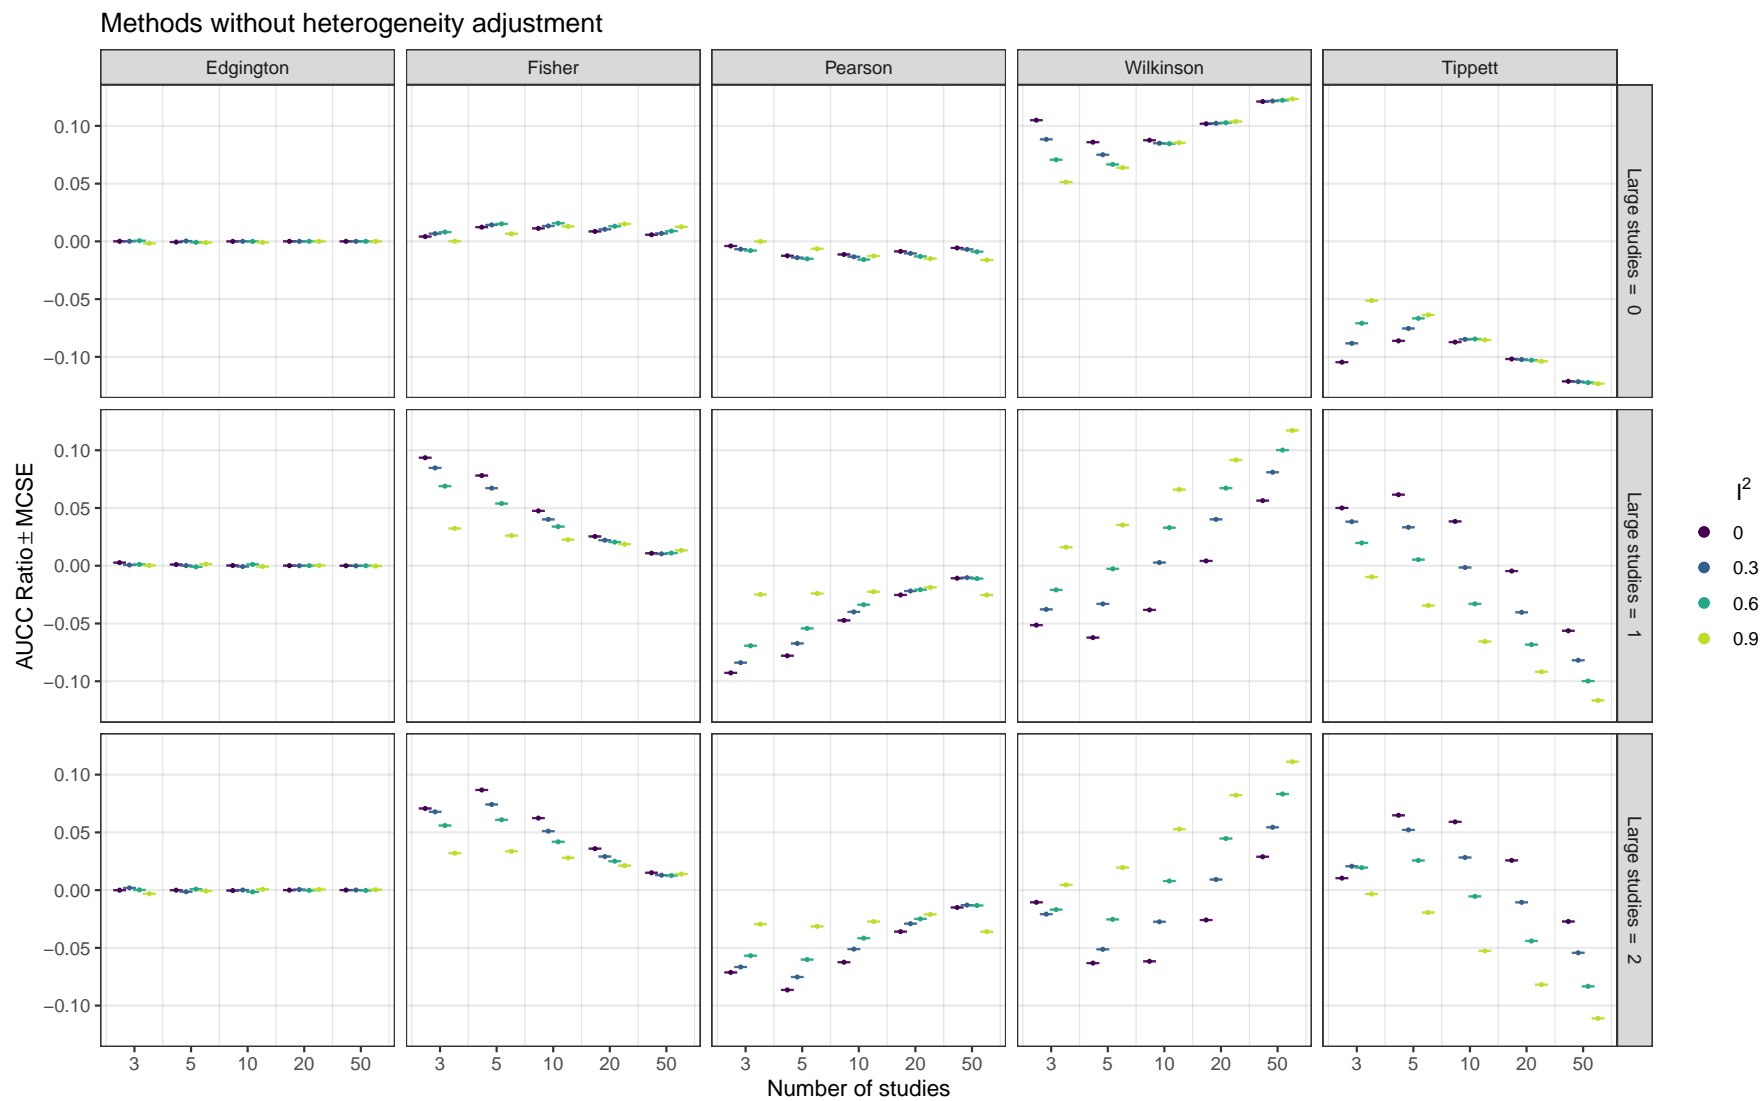 Methods without heterogeneity adjustment
Edgington
Fisher
Pearson
Wilkinson
Tippett
0.10
0.05
0.00
−0.05
−0.10
Large studies = 0
0.10
0.05
0.00
−0.05
−0.10
Large studies = 1
0.10
0.05
0.00
−0.05
−0.10
Large studies = 2
AUCC Ratio ± MCSE
3 5 10 20 50
3 5 10 20 50
3 5 10 20 50
3 5 10 20 50
3 5 10 20 50
Number of studies
I²
0
0.3
0.6
0.9